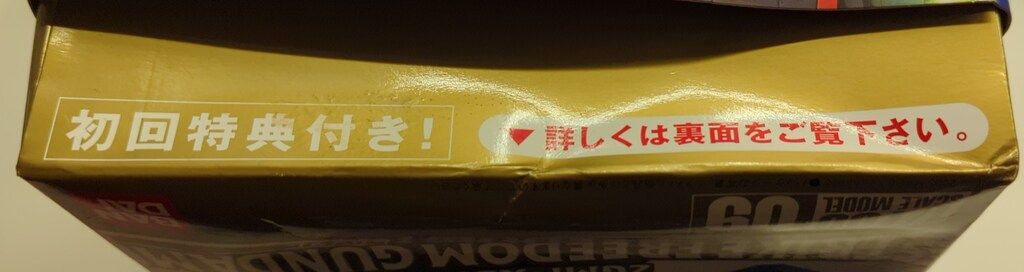 初回特典付き!
▼詳しくは裏面をご覧下さい。
SCALE MODEL
09
FREEDOM GUNDAM